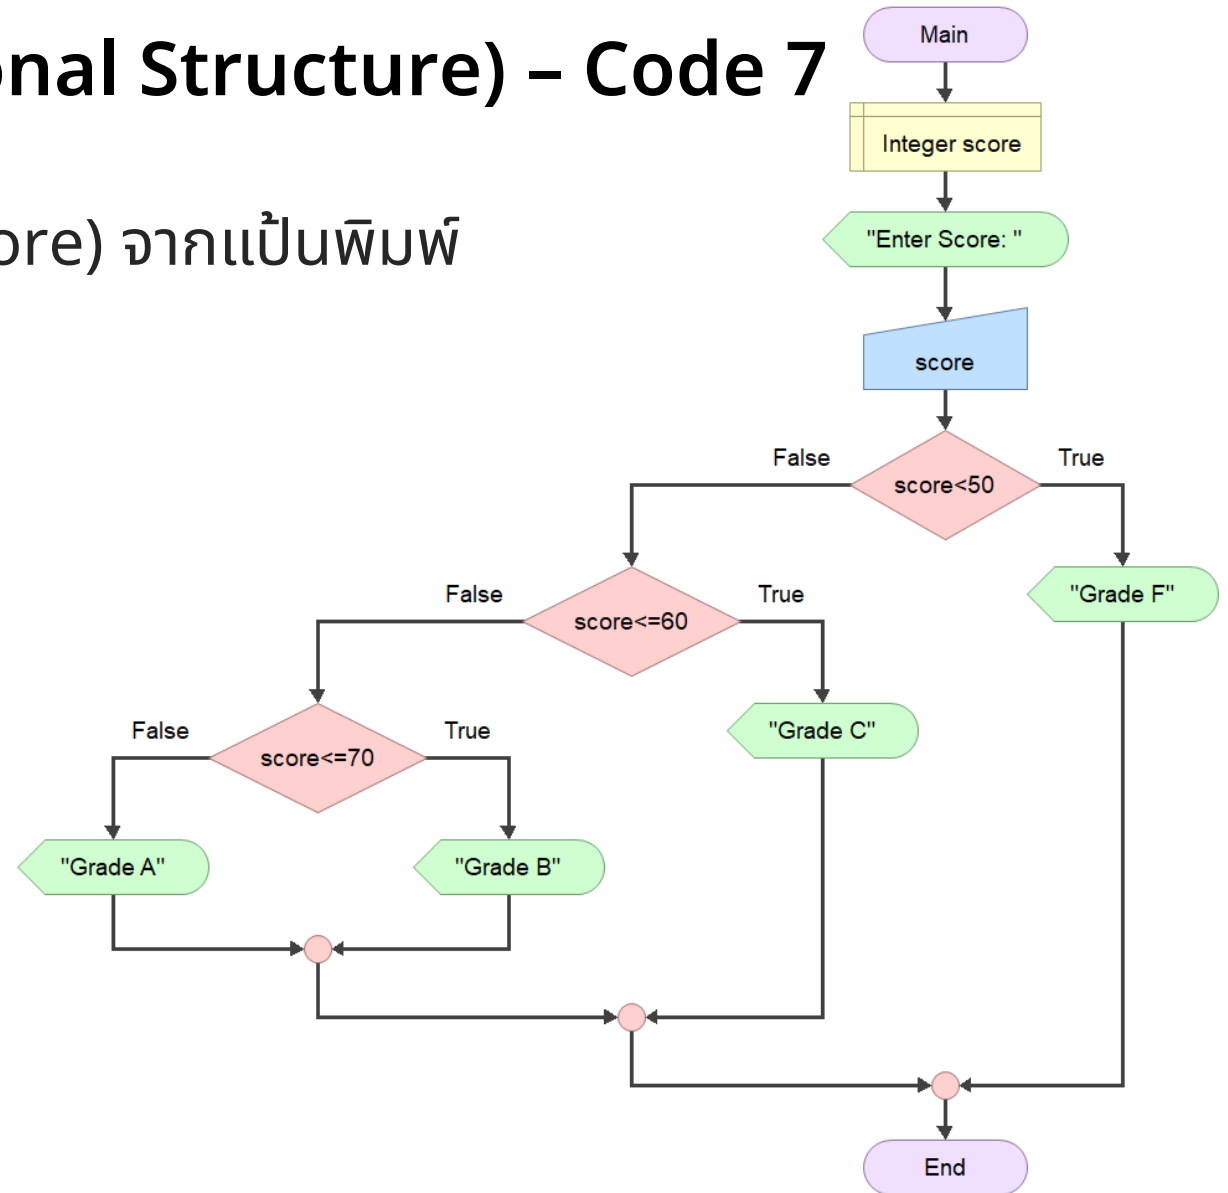 onal Structure) – Code 7
ore) จากแป้นพิมพ์
Main
Integer score
"Enter Score: "
score
False
True
score<50
False
True
"Grade F"
score<=60
False
True
"Grade C"
score<=70
"Grade A"
"Grade B"
End